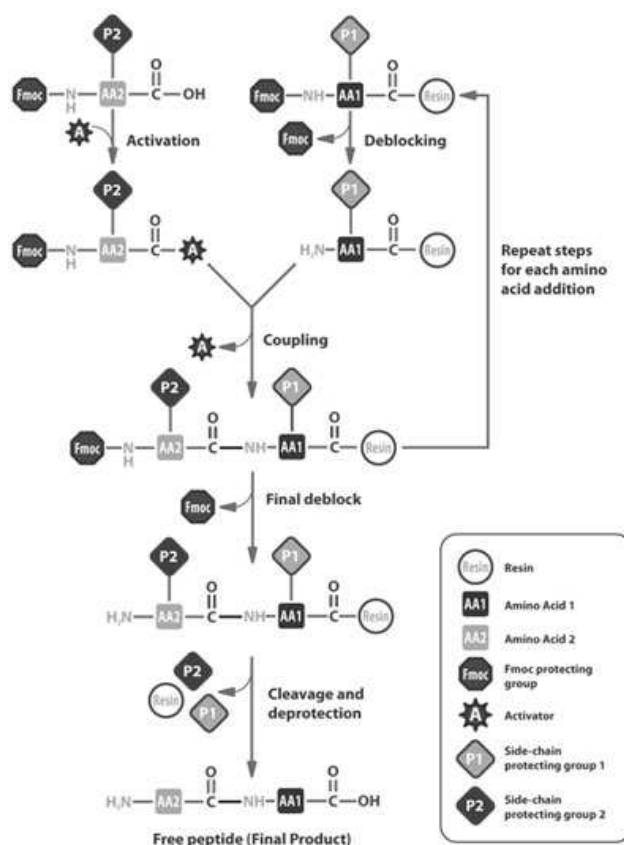 P2 P1
O O
Fmoc N H AA2 C OH Fmoc NH AA1 C Resin
A Activation Fmoc Deblocking
P2 P1
O O
Fmoc N H AA2 C A H₂N AA1 C Resin
Repeat steps
for each amino
acid addition
A Coupling
P2 P1
O O
Fmoc N H AA2 C NH AA1 C Resin
Fmoc Final deblock
P2 P1
O O
H₂N AA2 C NH AA1 C Resin
P2 Resin P1
Cleavage and
deprotection
O O
H₂N AA2 C NH AA1 C OH
Free peptide (Final Product)
Resin Resin
AA1 Amino Acid 1
AA2 Amino Acid 2
Fmoc Fmoc protecting
group
A Activator
P1 Side-chain
protecting group 1
P2 Side-chain
protecting group 2